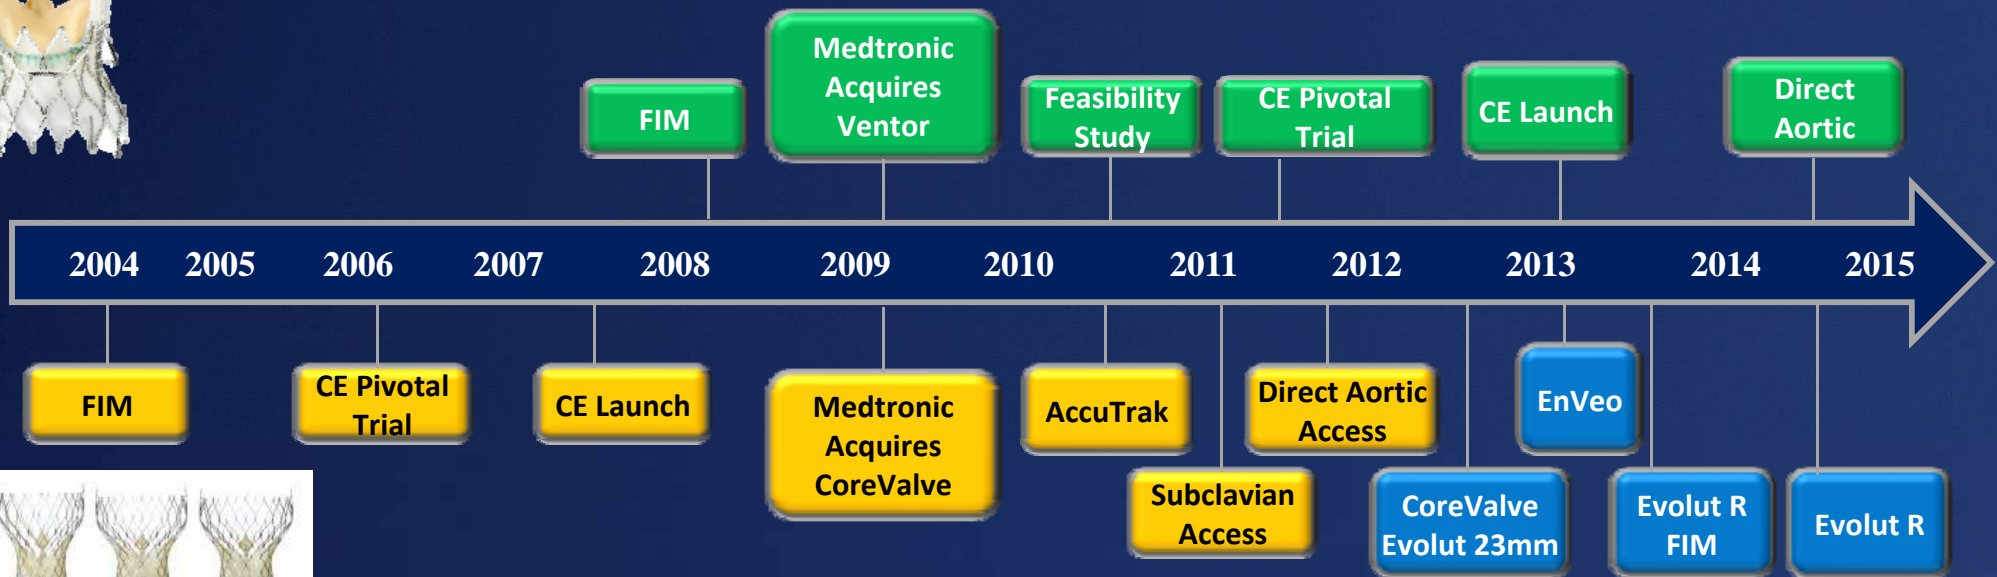 FIM
Medtronic
Acquires
Ventor
Feasibility
Study
CE Pivotal
Trial
CE Launch
Direct
Aortic
2004 2005 2006 2007 2008 2009 2010 2011 2012 2013 2014 2015
FIM
CE Pivotal
Trial
CE Launch
Medtronic
Acquires
CoreValve
AccuTrak
Subclavian
Access
Direct Aortic
Access
CoreValve
Evolut 23mm
EnVeo
Evolut R
FIM
Evolut R